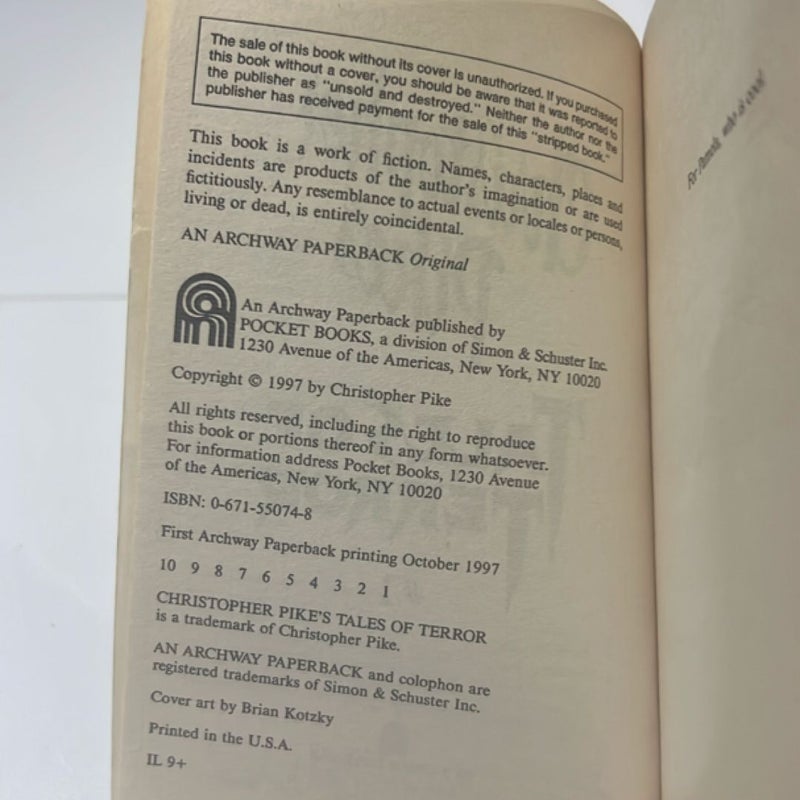 The sale of this book without its cover is unauthorized. If you purchased
this book without a cover, you should be aware that it was reported to
the publisher as "unsold and destroyed." Neither the author nor the
publisher has received payment for the sale of this "stripped book."
This book is a work of fiction. Names, characters, places and
incidents are products of the author's imagination or are used
fictitiously. Any resemblance to actual events or locales or persons,
living or dead, is entirely coincidental.
AN ARCHWAY PAPERBACK Original
An Archway Paperback published by
POCKET BOOKS, a division of Simon & Schuster Inc.
1230 Avenue of the Americas, New York, NY 10020
Copyright © 1997 by Christopher Pike
All rights reserved, including the right to reproduce
this book or portions thereof in any form whatsoever.
For information address Pocket Books, 1230 Avenue
of the Americas, New York, NY 10020
ISBN: 0-671-55074-8
First Archway Paperback printing October 1997
10 9 8 7 6 5 4 3 2 1
CHRISTOPHER PIKE'S TALES OF TERROR
is a trademark of Christopher Pike.
AN ARCHWAY PAPERBACK and colophon are
registered trademarks of Simon & Schuster Inc.
Cover art by Brian Kotzky
Printed in the U.S.A.
IL 9+
For Pamela, who is cool